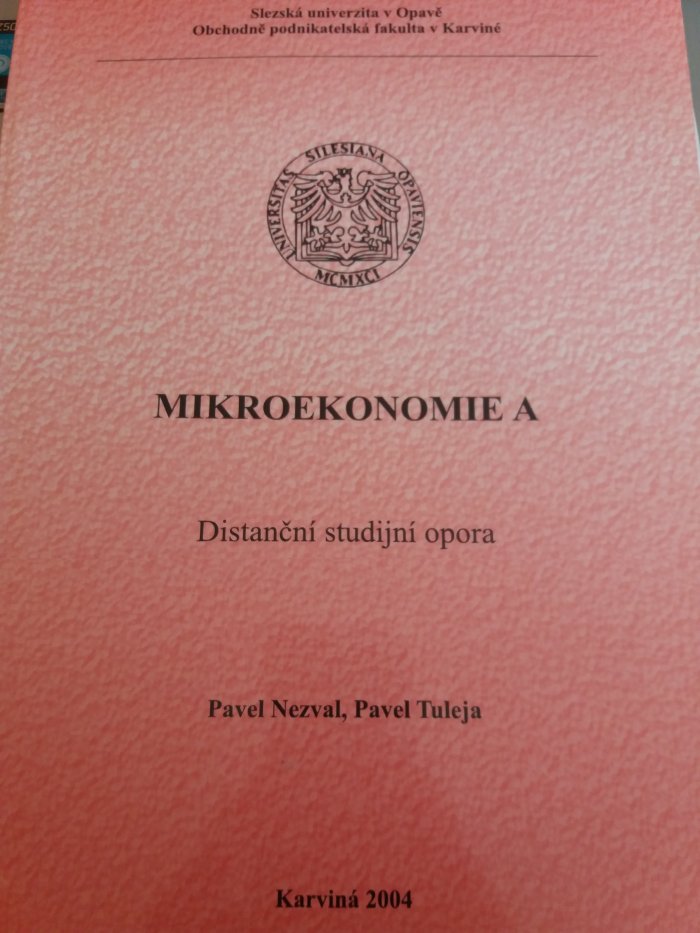 Slezská univerzita v Opavě
Obchodně podnikatelská fakulta v Karviné
UNIVERSITAS SILESIANA OPAVIENSIS
MCMXCI
MIKROEKONOMIE A
Distanční studijní opora
Pavel Nezval, Pavel Tuleja
Karviná 2004